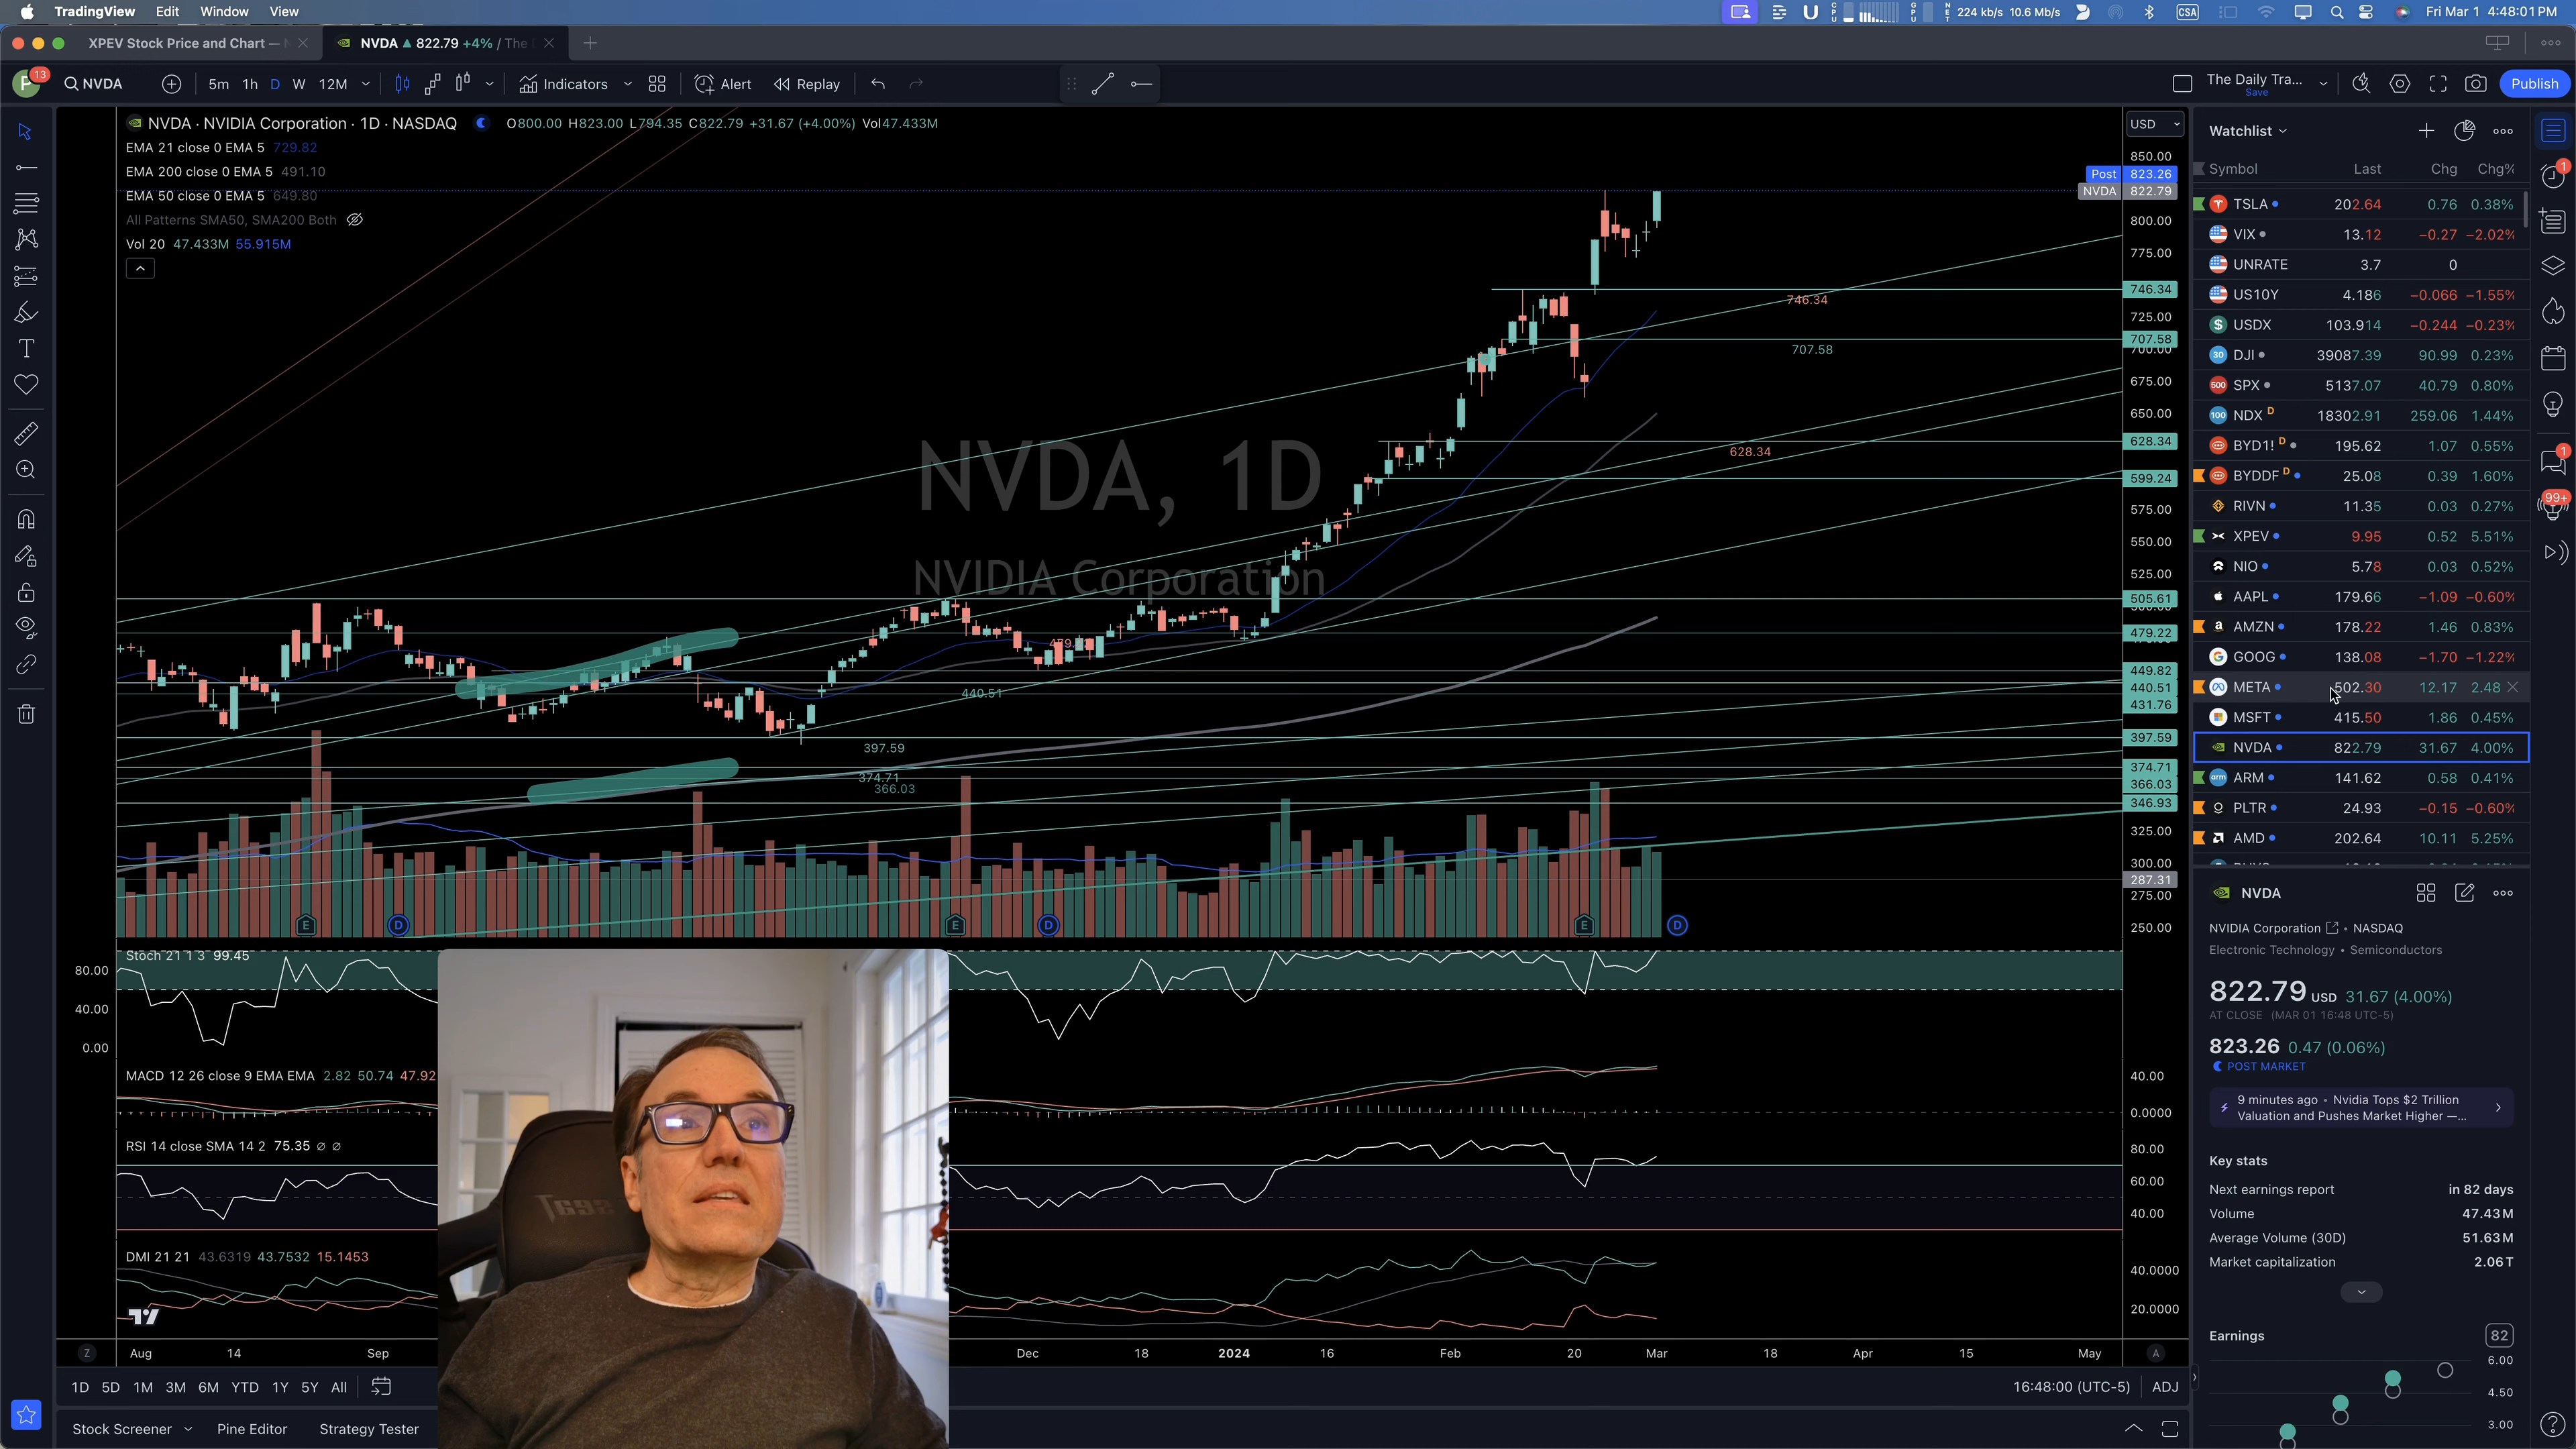 TradingView Edit Window View
CSA
224 kb/s 10.6 Mb/s
Fri Mar 1 4:48:01 PM
XPEV Stock Price and Chart —
NVDA ▲ 822.79 +4% / The
P 13 NVDA
5m 1h D W 12M
Indicators Alert Replay
The Daily Tra...
Save
Publish
NVDA · NVIDIA Corporation · 1D · NASDAQ O800.00 H823.00 L794.35 C822.79 +31.67 (+4.00%) Vol47.433M
EMA 21 close 0 EMA 5 729.82
EMA 200 close 0 EMA 5 491.10
EMA 50 close 0 EMA 5 649.80
All Patterns SMA50, SMA200 Both
Vol 20 47.433M 55.915M
NVDA, 1D
NVIDIA Corporation
746.34
707.58
628.34
440.51
397.59
374.71
366.03
E D E D E D
USD
850.00
Post 823.26
NVDA 822.79
800.00
775.00
746.34
725.00
707.58
700.00
675.00
650.00
628.34
599.24
575.00
550.00
525.00
505.61
479.22
449.82
440.51
431.76
397.59
374.71
366.03
346.93
325.00
300.00
287.31
275.00
250.00
Stoch 21 1 3 99.45
80.00
40.00
0.00
MACD 12 26 close 9 EMA EMA 2.82 50.74 47.92
40.00
0.0000
RSI 14 close SMA 14 2 75.35 ∅ ∅
80.00
60.00
40.00
DMI 21 21 43.6319 43.7532 15.1453
40.0000
20.0000
Z Aug 14 Sep Dec 18 2024 16 Feb 20 Mar 18 Apr 15 May A
1D 5D 1M 3M 6M YTD 1Y 5Y All
16:48:00 (UTC-5) ADJ
Stock Screener Pine Editor Strategy Tester
Watchlist
Symbol Last Chg Chg%
TSLA 202.64 0.76 0.38%
VIX 13.12 −0.27 −2.02%
UNRATE 3.7 0
US10Y 4.186 −0.066 −1.55%
USDX 103.914 −0.244 −0.23%
DJI 39087.39 90.99 0.23%
SPX 5137.07 40.79 0.80%
NDX D 18302.91 259.06 1.44%
BYD1! D 195.62 1.07 0.55%
BYDDF D 25.08 0.39 1.60%
RIVN 11.35 0.03 0.27%
XPEV 9.95 0.52 5.51%
NIO 5.78 0.03 0.52%
AAPL 179.66 −1.09 −0.60%
AMZN 178.22 1.46 0.83%
GOOG 138.08 −1.70 −1.22%
META 502.30 12.17 2.48
MSFT 415.50 1.86 0.45%
NVDA 822.79 31.67 4.00%
ARM 141.62 0.58 0.41%
PLTR 24.93 −0.15 −0.60%
AMD 202.64 10.11 5.25%
1
1
99+
NVDA
NVIDIA Corporation • NASDAQ
Electronic Technology • Semiconductors
822.79 USD 31.67 (4.00%)
AT CLOSE (MAR 01 16:48 UTC-5)
823.26 0.47 (0.06%)
POST MARKET
9 minutes ago • Nvidia Tops $2 Trillion
Valuation and Pushes Market Higher —...
Key stats
Next earnings report in 82 days
Volume 47.43M
Average Volume (30D) 51.63M
Market capitalization 2.06T
Earnings 82
6.00
4.50
3.00